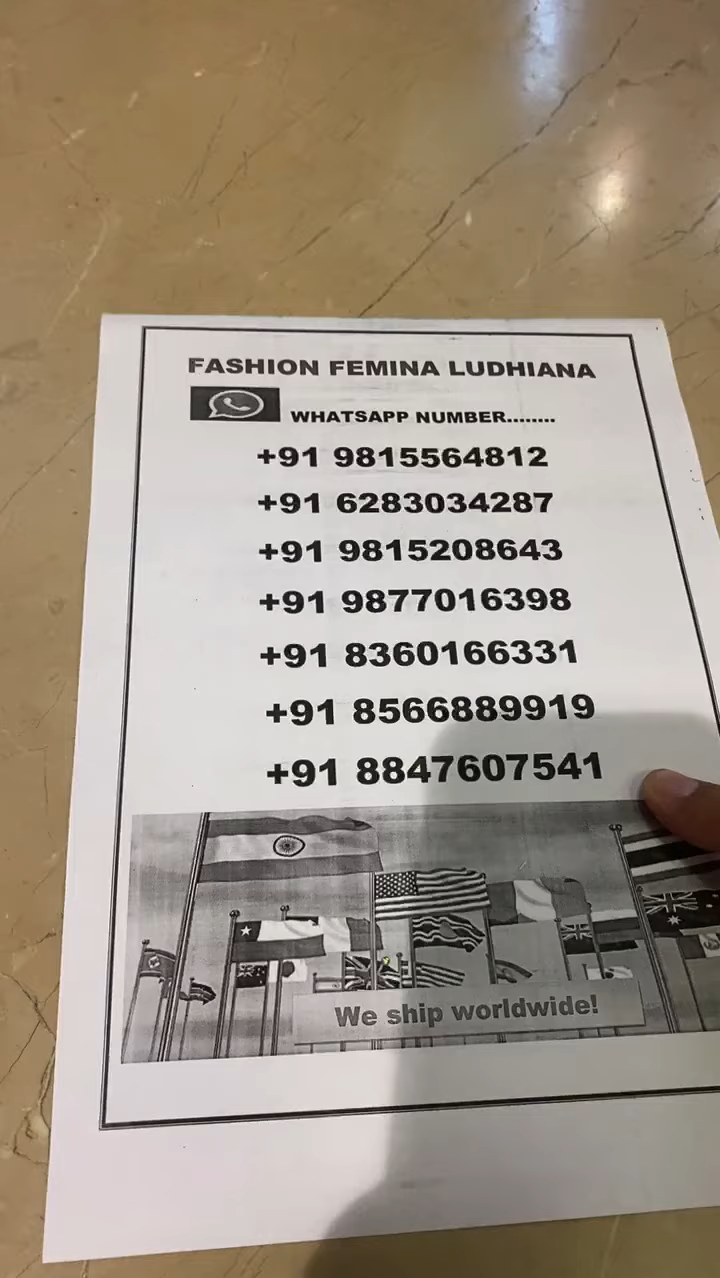 FASHION FEMINA LUDHIANA
WHATSAPP NUMBER........
+91 9815564812
+91 6283034287
+91 9815208643
+91 9877016398
+91 8360166331
+91 8566889919
+91 8847607541
We ship worldwide!